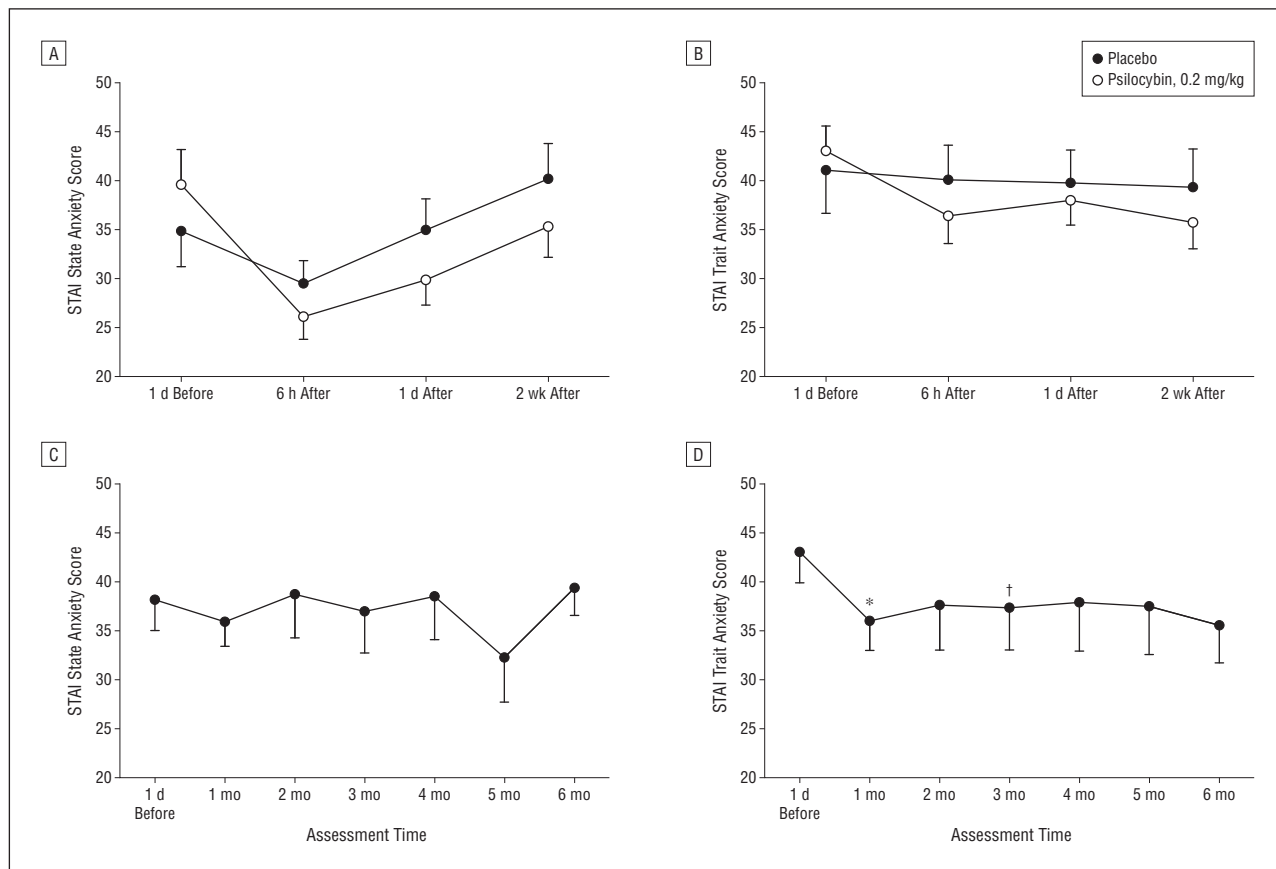 A
50
45
40
35
30
25
20
STAI State Anxiety Score
1 d Before
6 h After
1 d After
2 wk After
B
Placebo
Psilocybin, 0.2 mg/kg
50
45
40
35
30
25
20
STAI Trait Anxiety Score
1 d Before
6 h After
1 d After
2 wk After
C
50
45
40
35
30
25
20
STAI State Anxiety Score
1 d
Before
1 mo
2 mo
3 mo
4 mo
5 mo
6 mo
Assessment Time
D
50
45
40
35
30
25
20
STAI Trait Anxiety Score
*
†
1 d
Before
1 mo
2 mo
3 mo
4 mo
5 mo
6 mo
Assessment Time